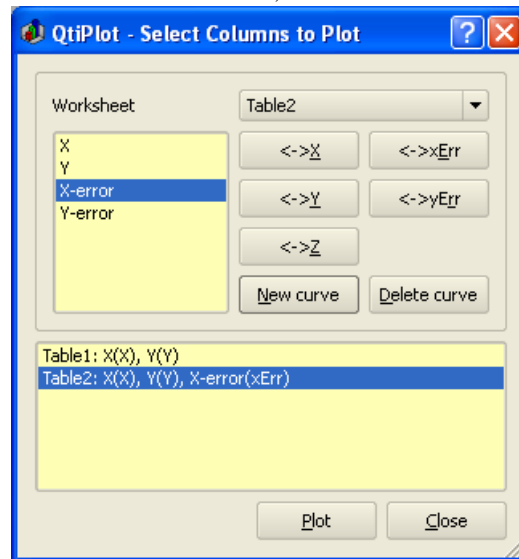 QtiPlot - Select Columns to Plot
Worksheet
Table2
X
Y
X-error
Y-error
<->X
<->xErr
<->Y
<->yErr
<->Z
New curve
Delete curve
Table1: X(X), Y(Y)
Table2: X(X), Y(Y), X-error(xErr)
Plot
Close